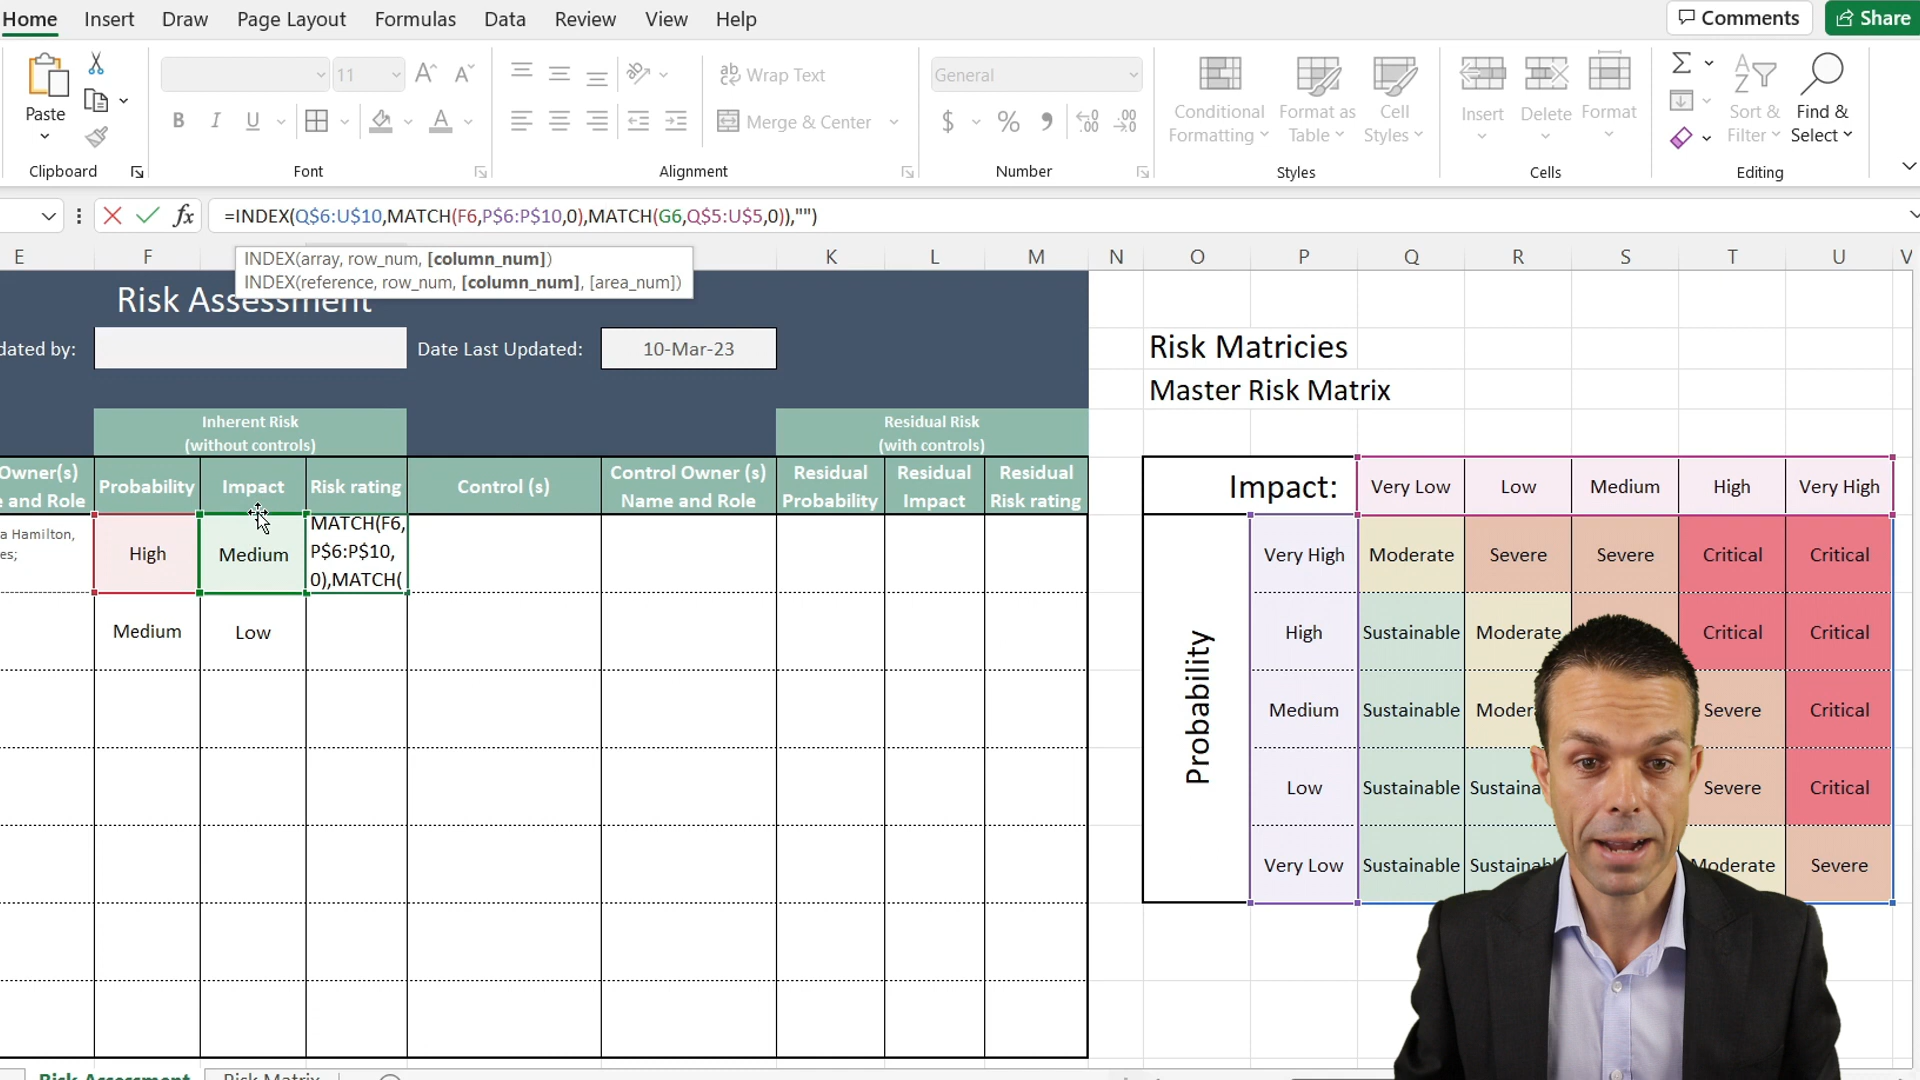 Home Insert Draw Page Layout Formulas Data Review View Help Comments Share
Paste
Clipboard
11
B I U A
Font
ab Wrap Text
Merge & Center
Alignment
General
$ % 9
Number
Conditional
Formatting
Format as
Table
Cell
Styles
Styles
Insert
Delete
Format
Cells
Sort &
Filter
Find &
Select
Editing
fx =INDEX(Q$6:U$10,MATCH(F6,P$6:P$10,0),MATCH(G6,Q$5:U$5,0)),"")
INDEX(array, row_num, [column_num])
INDEX(reference, row_num, [column_num], [area_num])
E F K L M N O P Q R S T U V
Risk Assessment
dated by: Date Last Updated: 10-Mar-23
Inherent Risk
(without controls)
Residual Risk
(with controls)
Owner(s)
e and Role
Probability
Impact
Risk rating
Control (s)
Control Owner (s)
Name and Role
Residual
Probability
Residual
Impact
Residual
Risk rating
a Hamilton,
es;
High
Medium
MATCH(F6,
P$6:P$10,
0),MATCH(
Medium Low
Risk Matricies
Master Risk Matrix
Impact: Very Low Low Medium High Very High
Probability
Very High Moderate Severe Severe Critical Critical
High Sustainable Moderate Critical Critical
Medium Sustainable Moder Severe Critical
Low Sustainable Sustaina Severe Critical
Very Low Sustainable Sustainab Moderate Severe
Risk Assessment Risk Matrix